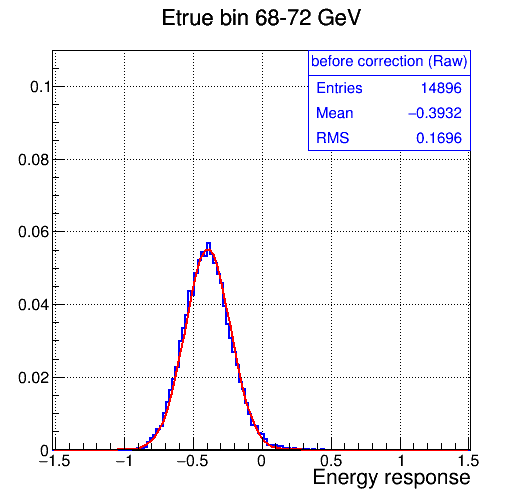 Etrue bin 68-72 GeV
before correction (Raw)
Entries 14896
Mean −0.3932
RMS 0.1696
0.1
0.08
0.06
0.04
0.02
0
−1.5 −1 −0.5 0 0.5 1 1.5
Energy response